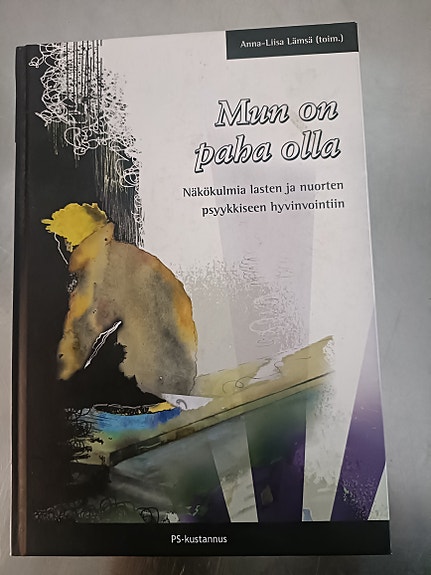 Anna-Liisa Lämsä (toim.)
Mun on
paha olla
Näkökulmia lasten ja nuorten
psyykkiseen hyvinvointiin
PS-kustannus